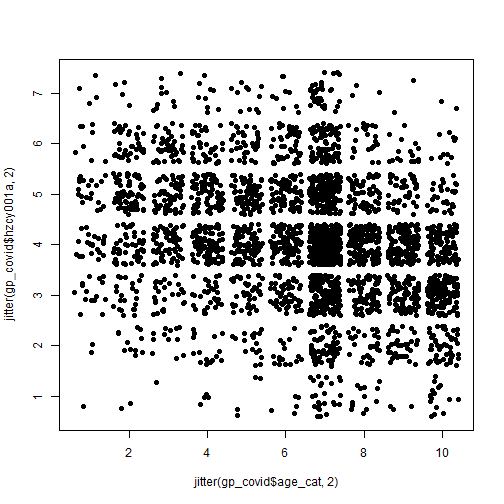 jitter(gp_covid$hzcy001a, 2)
7
6
5
4
3
2
1
2 4 6 8 10
jitter(gp_covid$age_cat, 2)